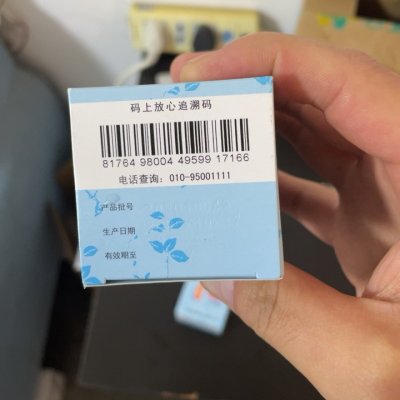 码上放心追溯码
81764 98004 49599 17166
电话查询：010-95001111
产品批号
生产日期
有效期至